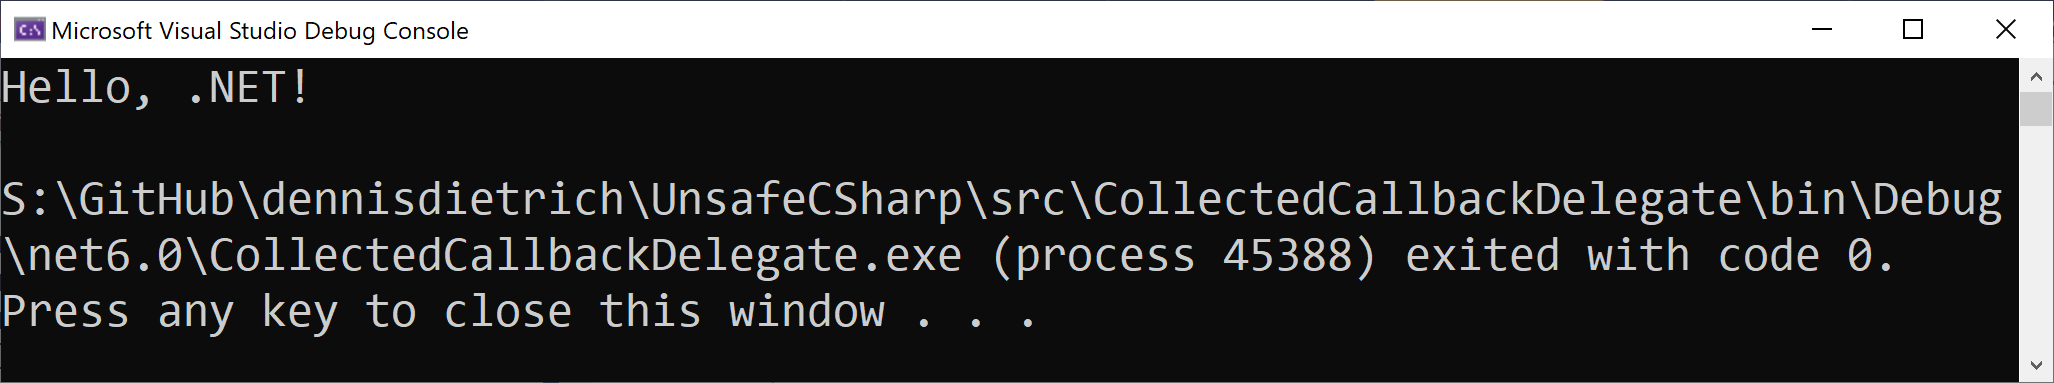 Microsoft Visual Studio Debug Console
Hello, .NET!
S:\GitHub\dennisdietrich\UnsafeCSharp\src\CollectedCallbackDelegate\bin\Debug
\net6.0\CollectedCallbackDelegate.exe (process 45388) exited with code 0.
Press any key to close this window . . .